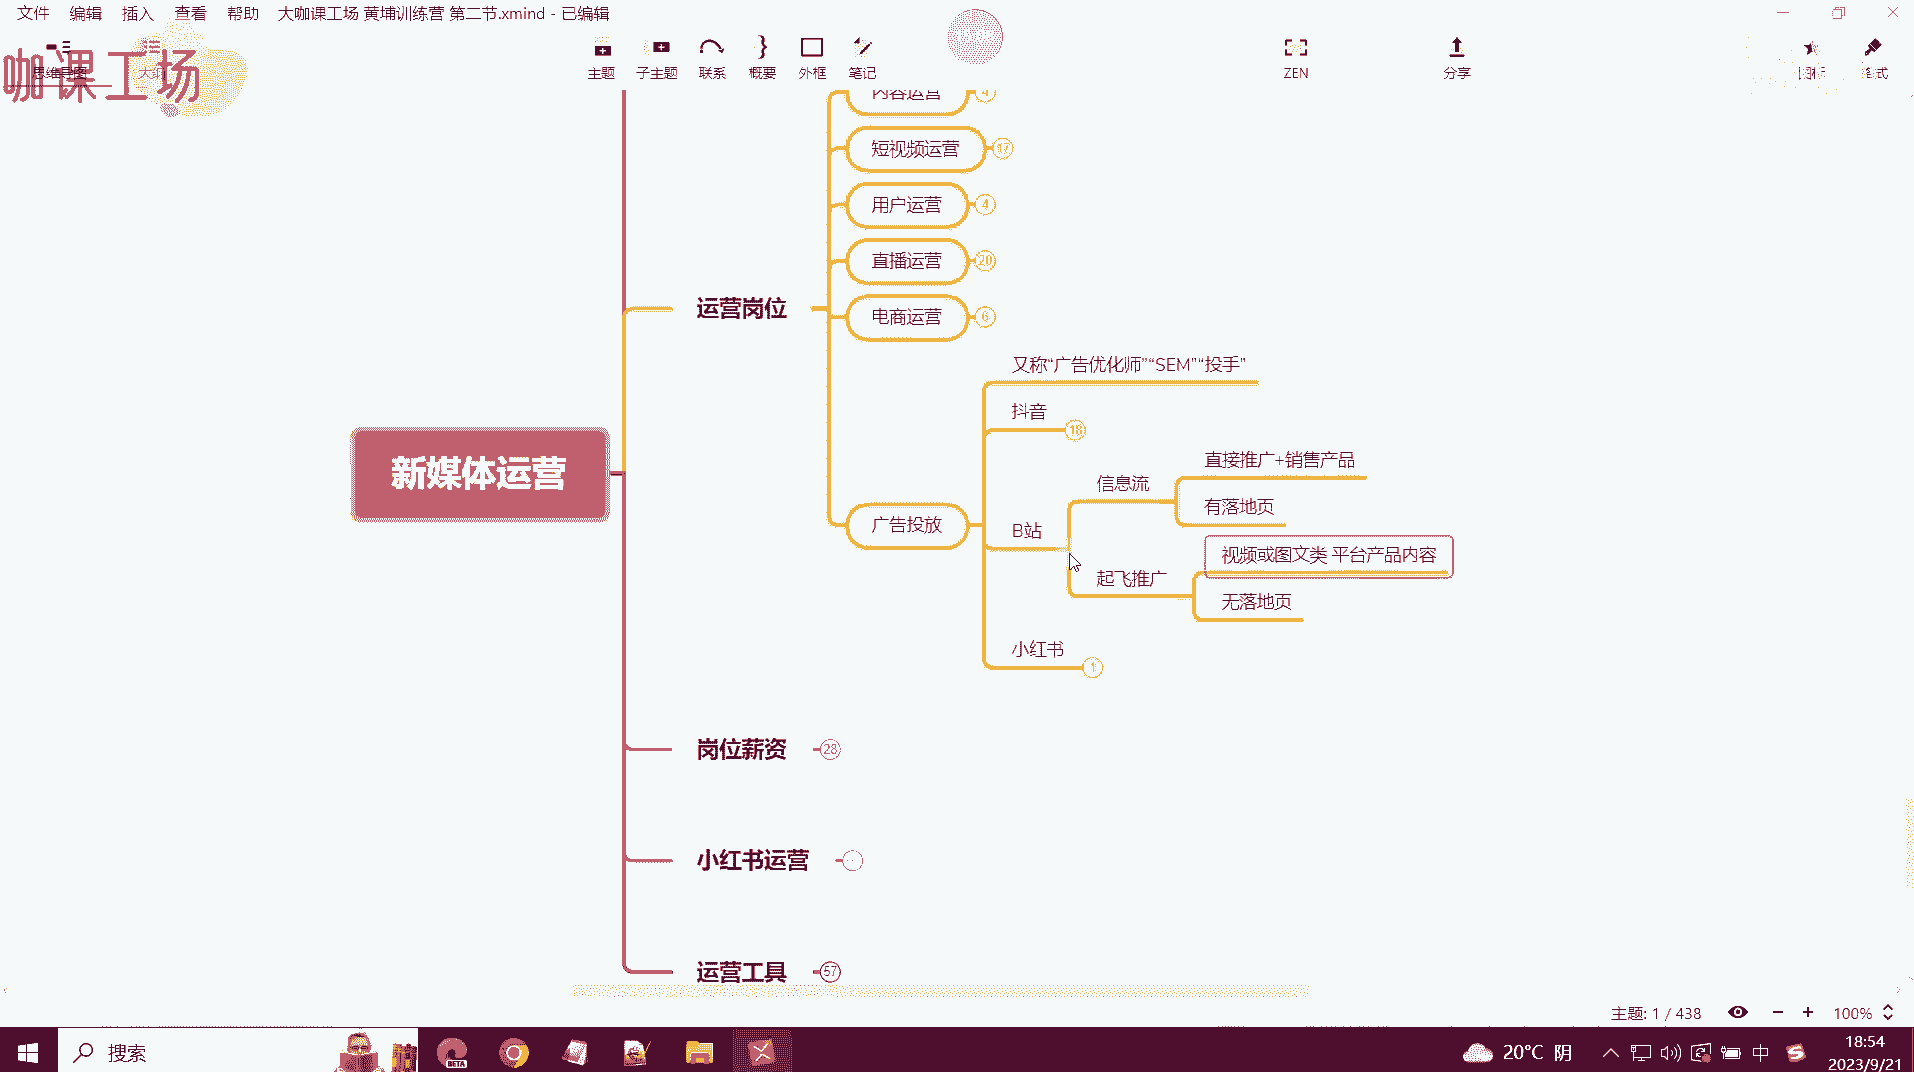 文件 编辑 插入 查看 帮助 大咖课工场 黄埔训练营 第二节.xmind - 已编辑
咖课工场
思维导图
主题 子主题 联系 概要 外框 笔记 ZEN 分享
内容运营 4
短视频运营 17
用户运营 4
直播运营 20
运营岗位
电商运营 6
又称“广告优化师”“SEM”“投手”
抖音 18
直接推广+销售产品
新媒体运营
信息流
有落地页
广告投放
B站
视频或图文类 平台产品内容
起飞推广
无落地页
小红书 1
岗位薪资 28
小红书运营 ...
运营工具 57
主题: 1 / 438 100%
搜索
BETA
20°C 阴
中
18:54
2023/9/21